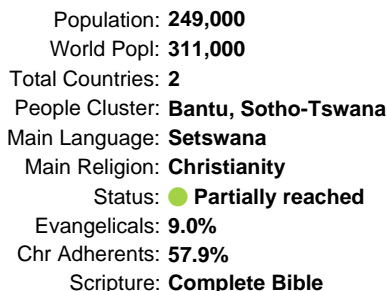 Population: 249,000
World Popl: 311,000
Total Countries: 2
People Cluster: Bantu, Sotho-Tswana
Main Language: Setswana
Main Religion: Christianity
Status: Partially reached
Evangelicals: 9.0%
Chr Adherents: 57.9%
Scripture: Complete Bible